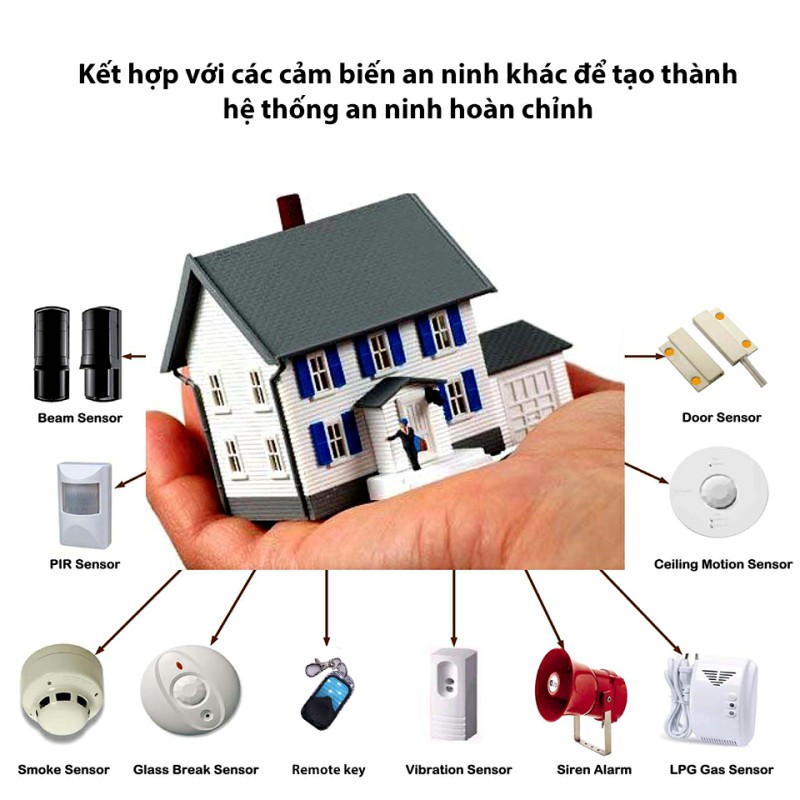 Kết hợp với các cảm biến an ninh khác để tạo thành
hệ thống an ninh hoàn chỉnh
Beam Sensor
Door Sensor
PIR Sensor
Ceiling Motion Sensor
Smoke Sensor
Glass Break Sensor
Remote key
Vibration Sensor
Siren Alarm
LPG Gas Sensor